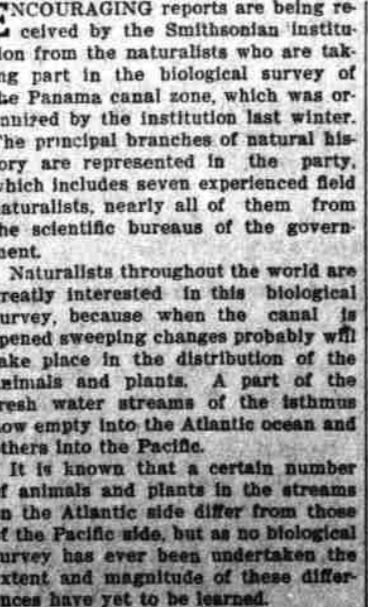 ENCOURAGING reports are being re-
ceived by the Smithsonian institu-
ion from the naturalists who are tak-
ng part in the biological survey of
he Panama canal zone, which was or-
anized by the institution last winter.
The principal branches of natural his-
ory are represented in the party,
which includes seven experienced field
naturalists, nearly all of them from
he scientific bureaus of the govern-
ment.
Naturalists throughout the world are
reatly interested in this biological
urvey, because when the canal is
pened sweeping changes probably will
ake place in the distribution of the
animals and plants. A part of the
resh water streams of the isthmus
ow empty into the Atlantic ocean and
thers into the Pacific.
It is known that a certain number
f animals and plants in the streams
n the Atlantic side differ from those
f the Pacific side, but as no biological
urvey has ever been undertaken the
xtent and magnitude of these differ-
nces have yet to be learned.